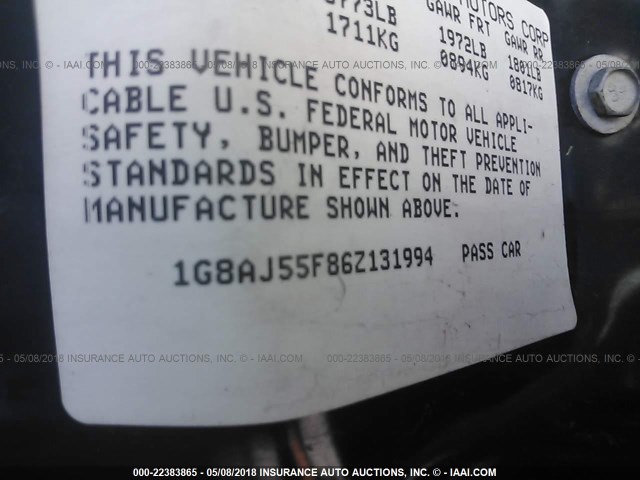 MOTORS CORP
GAWR FRT GAWR RR
1972LB 1801LB
1711KG 0894KG 0817KG
THIS VEHICLE CONFORMS TO ALL APPLI-
CABLE U.S. FEDERAL MOTOR VEHICLE
SAFETY, BUMPER, AND THEFT PREVENTION
STANDARDS IN EFFECT ON THE DATE OF
MANUFACTURE SHOWN ABOVE.
1G8AJ55F86Z131994 PASS CAR
000-22383865 - 05/08/2018 INSURANCE AUTO AUCTIONS, INC. - © IAAI.COM